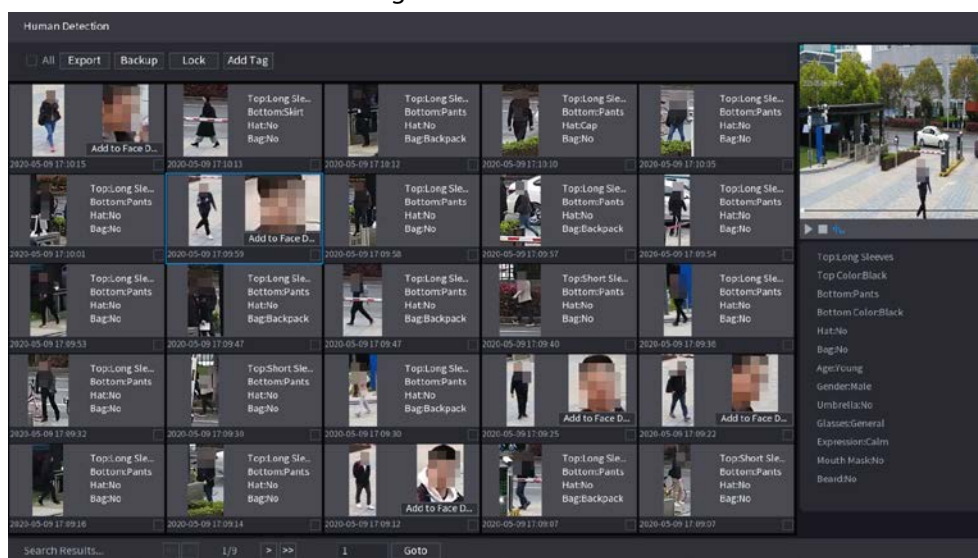 Human Detection
All Export Backup Lock Add Tag
Add to Face D...
2020-05-09 17:10:15
Top:Long Sle...
Bottom:Skirt
Hat:No
Bag:No
2020-05-09 17:10:13
Top:Long Sle...
Bottom:Pants
Hat:No
Bag:Backpack
2020-05-09 17:10:12
Top:Long Sle...
Bottom:Pants
Hat:Cap
Bag:No
2020-05-09 17:10:10
Top:Long Sle...
Bottom:Pants
Hat:No
Bag:No
2020-05-09 17:10:05
Top:Long Sle...
Bottom:Pants
Hat:No
Bag:No
2020-05-09 17:10:01
Add to Face D...
2020-05-09 17:09:59
Top:Long Sle...
Bottom:Pants
Hat:No
Bag:No
2020-05-09 17:09:58
Top:Long Sle...
Bottom:Pants
Hat:No
Bag:Backpack
2020-05-09 17:09:57
Top:Long Sle...
Bottom:Pants
Hat:No
Bag:No
2020-05-09 17:09:54
Top:Long Sle...
Bottom:Pants
Hat:No
Bag:No
2020-05-09 17:09:53
Top:Long Sle...
Bottom:Pants
Hat:No
Bag:Backpack
2020-05-09 17:09:47
Top:Long Sle...
Bottom:Pants
Hat:No
Bag:Backpack
2020-05-09 17:09:47
Top:Short Sle...
Bottom:Pants
Hat:No
Bag:No
2020-05-09 17:09:40
Top:Long Sle...
Bottom:Pants
Hat:No
Bag:No
2020-05-09 17:09:36
Top:Long Sle...
Bottom:Pants
Hat:No
Bag:No
2020-05-09 17:09:32
Top:Short Sle...
Bottom:Pants
Hat:No
Bag:No
2020-05-09
Top:Long Sle...
Bottom:Pants
Hat:No
Bag:Backpack
2020-05-09 17:09:30
Add to Face D...
2020-05-09 17:09:25
Add to Face D...
2020-05-09 17:09:22
Top:Long Sle...
Bottom:Pants
Hat:No
Bag:No
2020-05-09 17:09:16
Top:Long Sle...
Bottom:Pants
Hat:No
Bag:No
2020-05-09 17:09:14
Add to Face D...
2020-05-09 17:09:12
Top:Long Sle...
Bottom:Pants
Hat:No
Bag:Backpack
2020-05-09 17:09:07
Top:Short Sle...
Bottom:Pants
Hat:No
Bag:No
2020-05-09 17:09:07
Top:Long Sleeves
Top Color:Black
Bottom:Pants
Bottom Color:Black
Hat:No
Bag:No
Age:Young
Gender:Male
Umbrella:No
Glasses:General
Expression:Calm
Mouth Mask:No
Beard:No
Search Results... 1/9 > >> 1 Goto